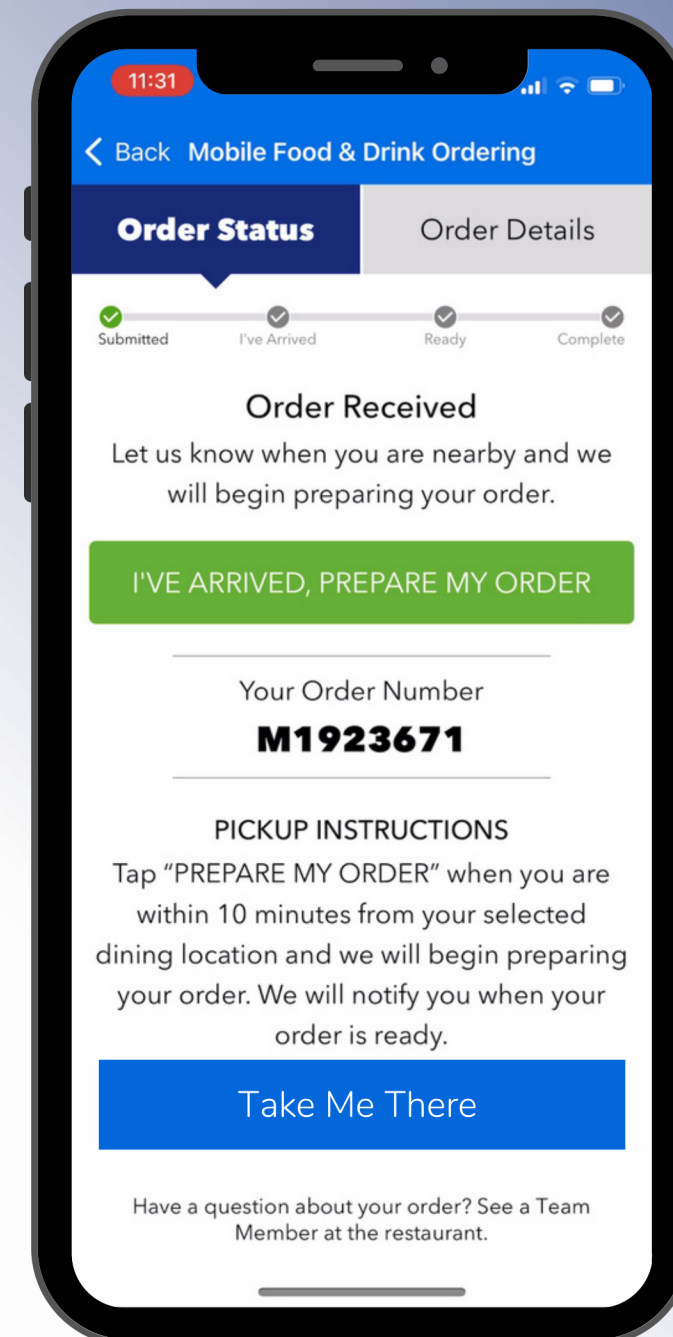 11:31
Back Mobile Food & Drink Ordering
Order Status Order Details
Submitted I've Arrived Ready Complete
Order Received
Let us know when you are nearby and we
will begin preparing your order.
I'VE ARRIVED, PREPARE MY ORDER
Your Order Number
M1923671
PICKUP INSTRUCTIONS
Tap “PREPARE MY ORDER” when you are
within 10 minutes from your selected
dining location and we will begin preparing
your order. We will notify you when your
order is ready.
Take Me There
Have a question about your order? See a Team
Member at the restaurant.